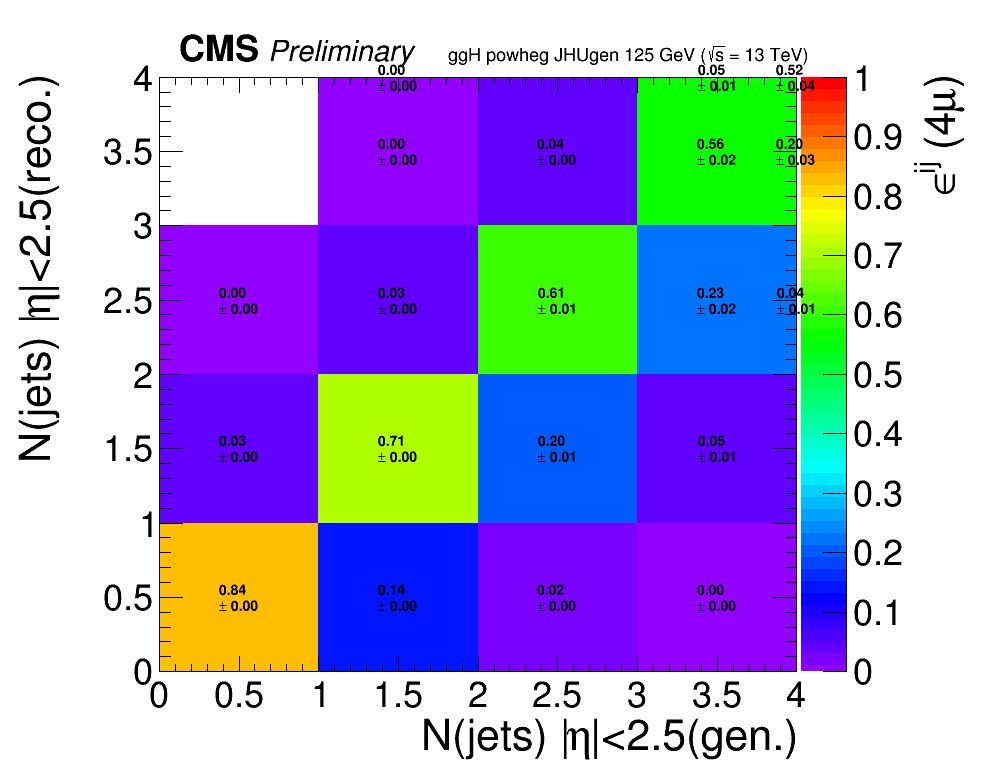 CMS Preliminary ggH powheg JHUgen 125 GeV (√s = 13 TeV)
0.00 0.05 0.52
± 0.00 ± 0.01 ± 0.04
N(jets) |η|<2.5(reco.)
4
3.5
3
2.5
2
1.5
1
0.5
0
0.00 0.04 0.56 0.20
± 0.00 ± 0.00 ± 0.02 ± 0.03
0.00 0.03 0.61 0.23 0.04
± 0.00 ± 0.00 ± 0.01 ± 0.02 ± 0.01
0.03 0.71 0.20 0.05
± 0.00 ± 0.00 ± 0.01 ± 0.01
0.84 0.14 0.02 0.00
± 0.00 ± 0.00 ± 0.00 ± 0.00
0 0.5 1 1.5 2 2.5 3 3.5 4
N(jets) |η|<2.5(gen.)
1
0.9
0.8
0.7
0.6
0.5
0.4
0.3
0.2
0.1
0
∈ij (4μ)